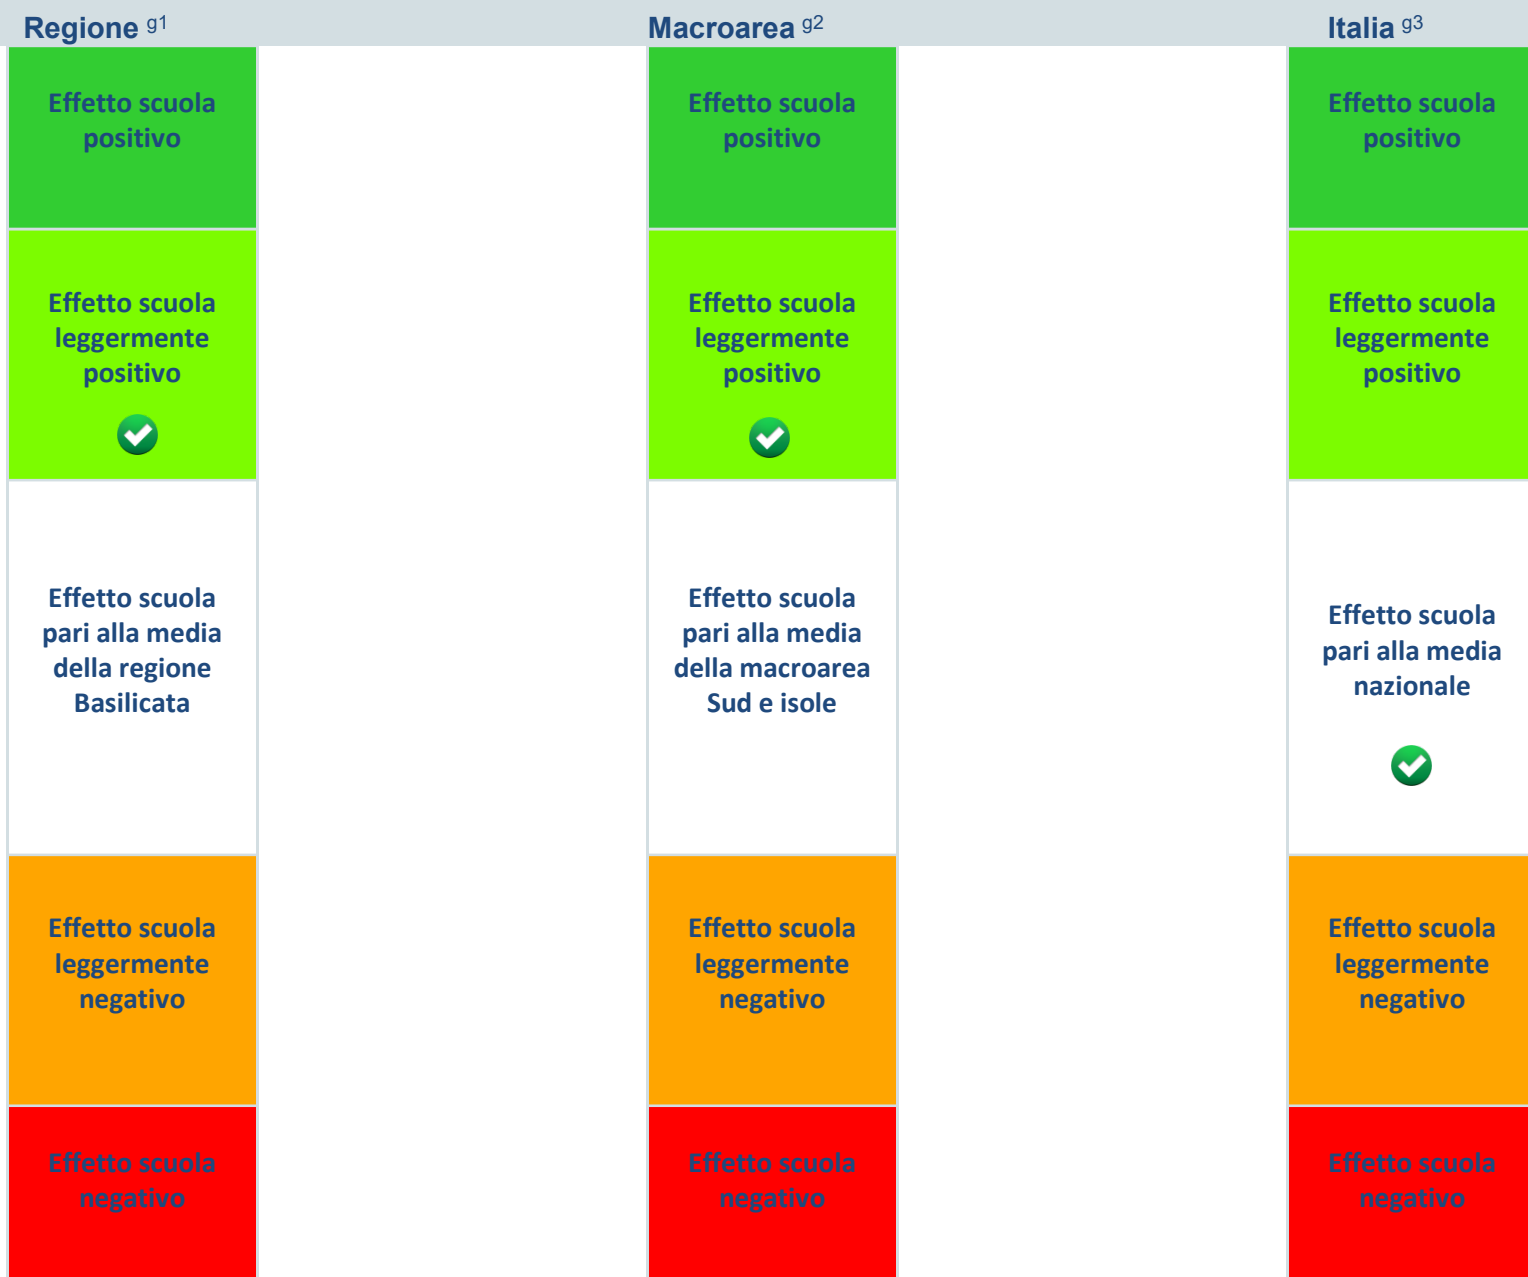 Regione g1
Macroarea g2
Italia g3
Effetto scuola
positivo
Effetto scuola
positivo
Effetto scuola
positivo
Effetto scuola
leggermente
positivo
Effetto scuola
leggermente
positivo
Effetto scuola
leggermente
positivo
Effetto scuola
pari alla media
della regione
Basilicata
Effetto scuola
pari alla media
della macroarea
Sud e isole
Effetto scuola
pari alla media
nazionale
Effetto scuola
leggermente
negativo
Effetto scuola
leggermente
negativo
Effetto scuola
leggermente
negativo
Effetto scuola
negativo
Effetto scuola
negativo
Effetto scuola
negativo